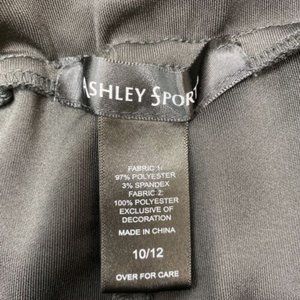 ASHLEY SPORT
FABRIC 1:
97% POLYESTER
3% SPANDEX
FABRIC 2:
100% POLYESTER
EXCLUSIVE OF
DECORATION
MADE IN CHINA
10/12
OVER FOR CARE